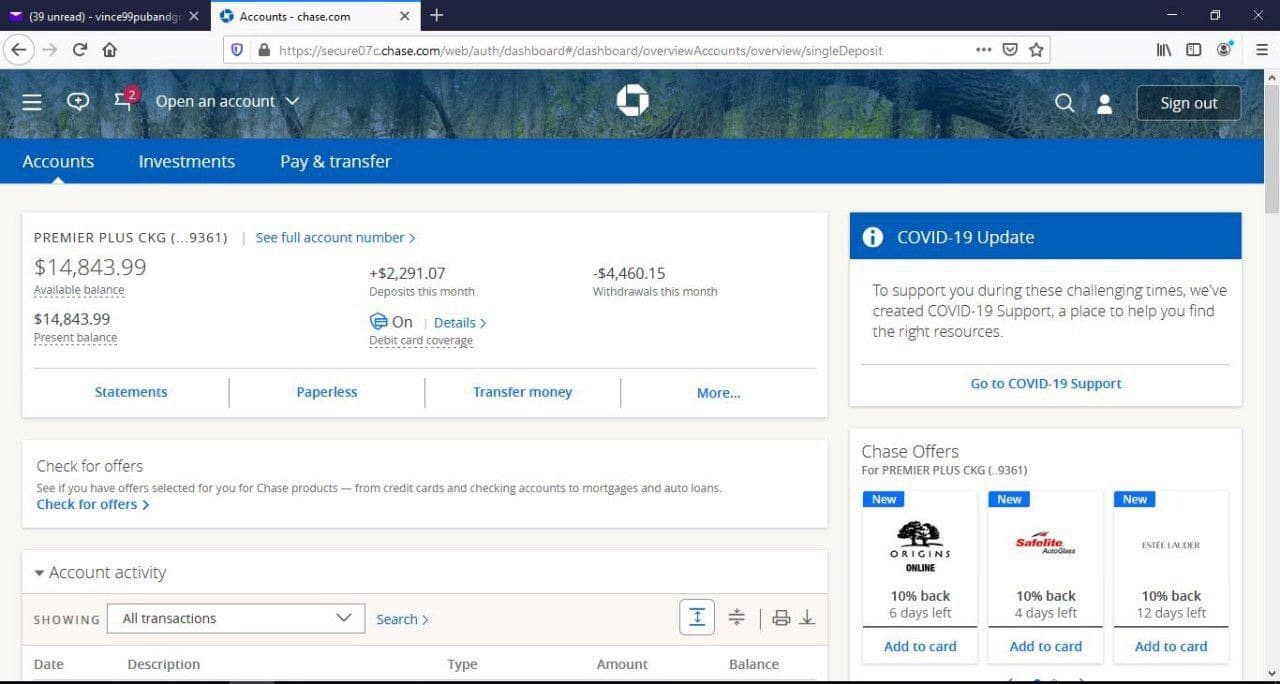 (39 unread) - vince99pubandgr
Accounts - chase.com
https://secure07c.chase.com/web/auth/dashboard#/dashboard/overviewAccounts/overview/singleDeposit
2
Open an account
Sign out
Accounts
Investments
Pay & transfer
PREMIER PLUS CKG (...9361) | See full account number >
$14,843.99
Available balance
+$2,291.07
Deposits this month
-$4,460.15
Withdrawals this month
$14,843.99
Present balance
On | Details >
Debit card coverage
Statements
Paperless
Transfer money
More...
COVID-19 Update
To support you during these challenging times, we've
created COVID-19 Support, a place to help you find
the right resources.
Go to COVID-19 Support
Check for offers
See if you have offers selected for you for Chase products — from credit cards and checking accounts to mortgages and auto loans.
Check for offers >
Chase Offers
For PREMIER PLUS CKG (..9361)
New
ORIGINS
ONLINE
10% back
6 days left
Add to card
New
Safelite
AutoGlass
10% back
4 days left
Add to card
New
ESTĒE LAUDER
10% back
12 days left
Add to card
Account activity
SHOWING
All transactions
Search >
Date
Description
Type
Amount
Balance